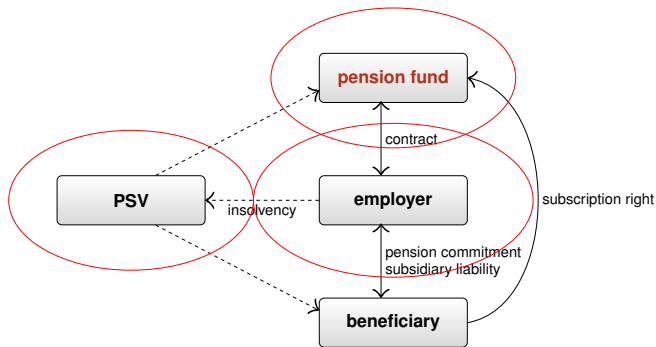 pension fund
contract
PSV
insolvency
employer
subscription right
pension commitment
subsidiary liability
beneficiary